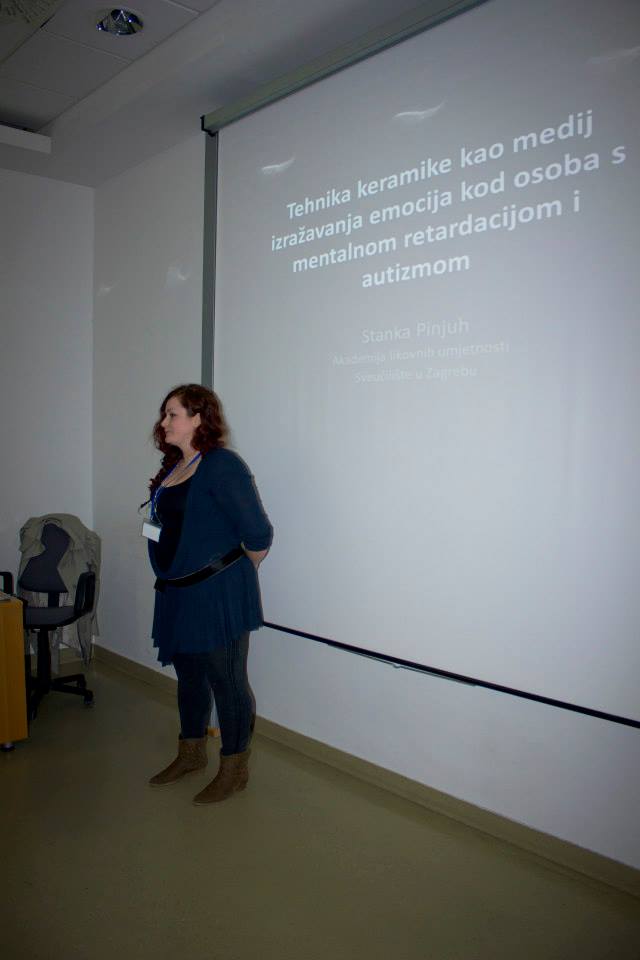 Tehnika keramike kao medij
izražavanja emocija kod osoba s
mentalnom retardacijom i
autizmom
Stanka Pinjuh
Akademija likovnih umjetnosti
Sveučilište u Zagrebu